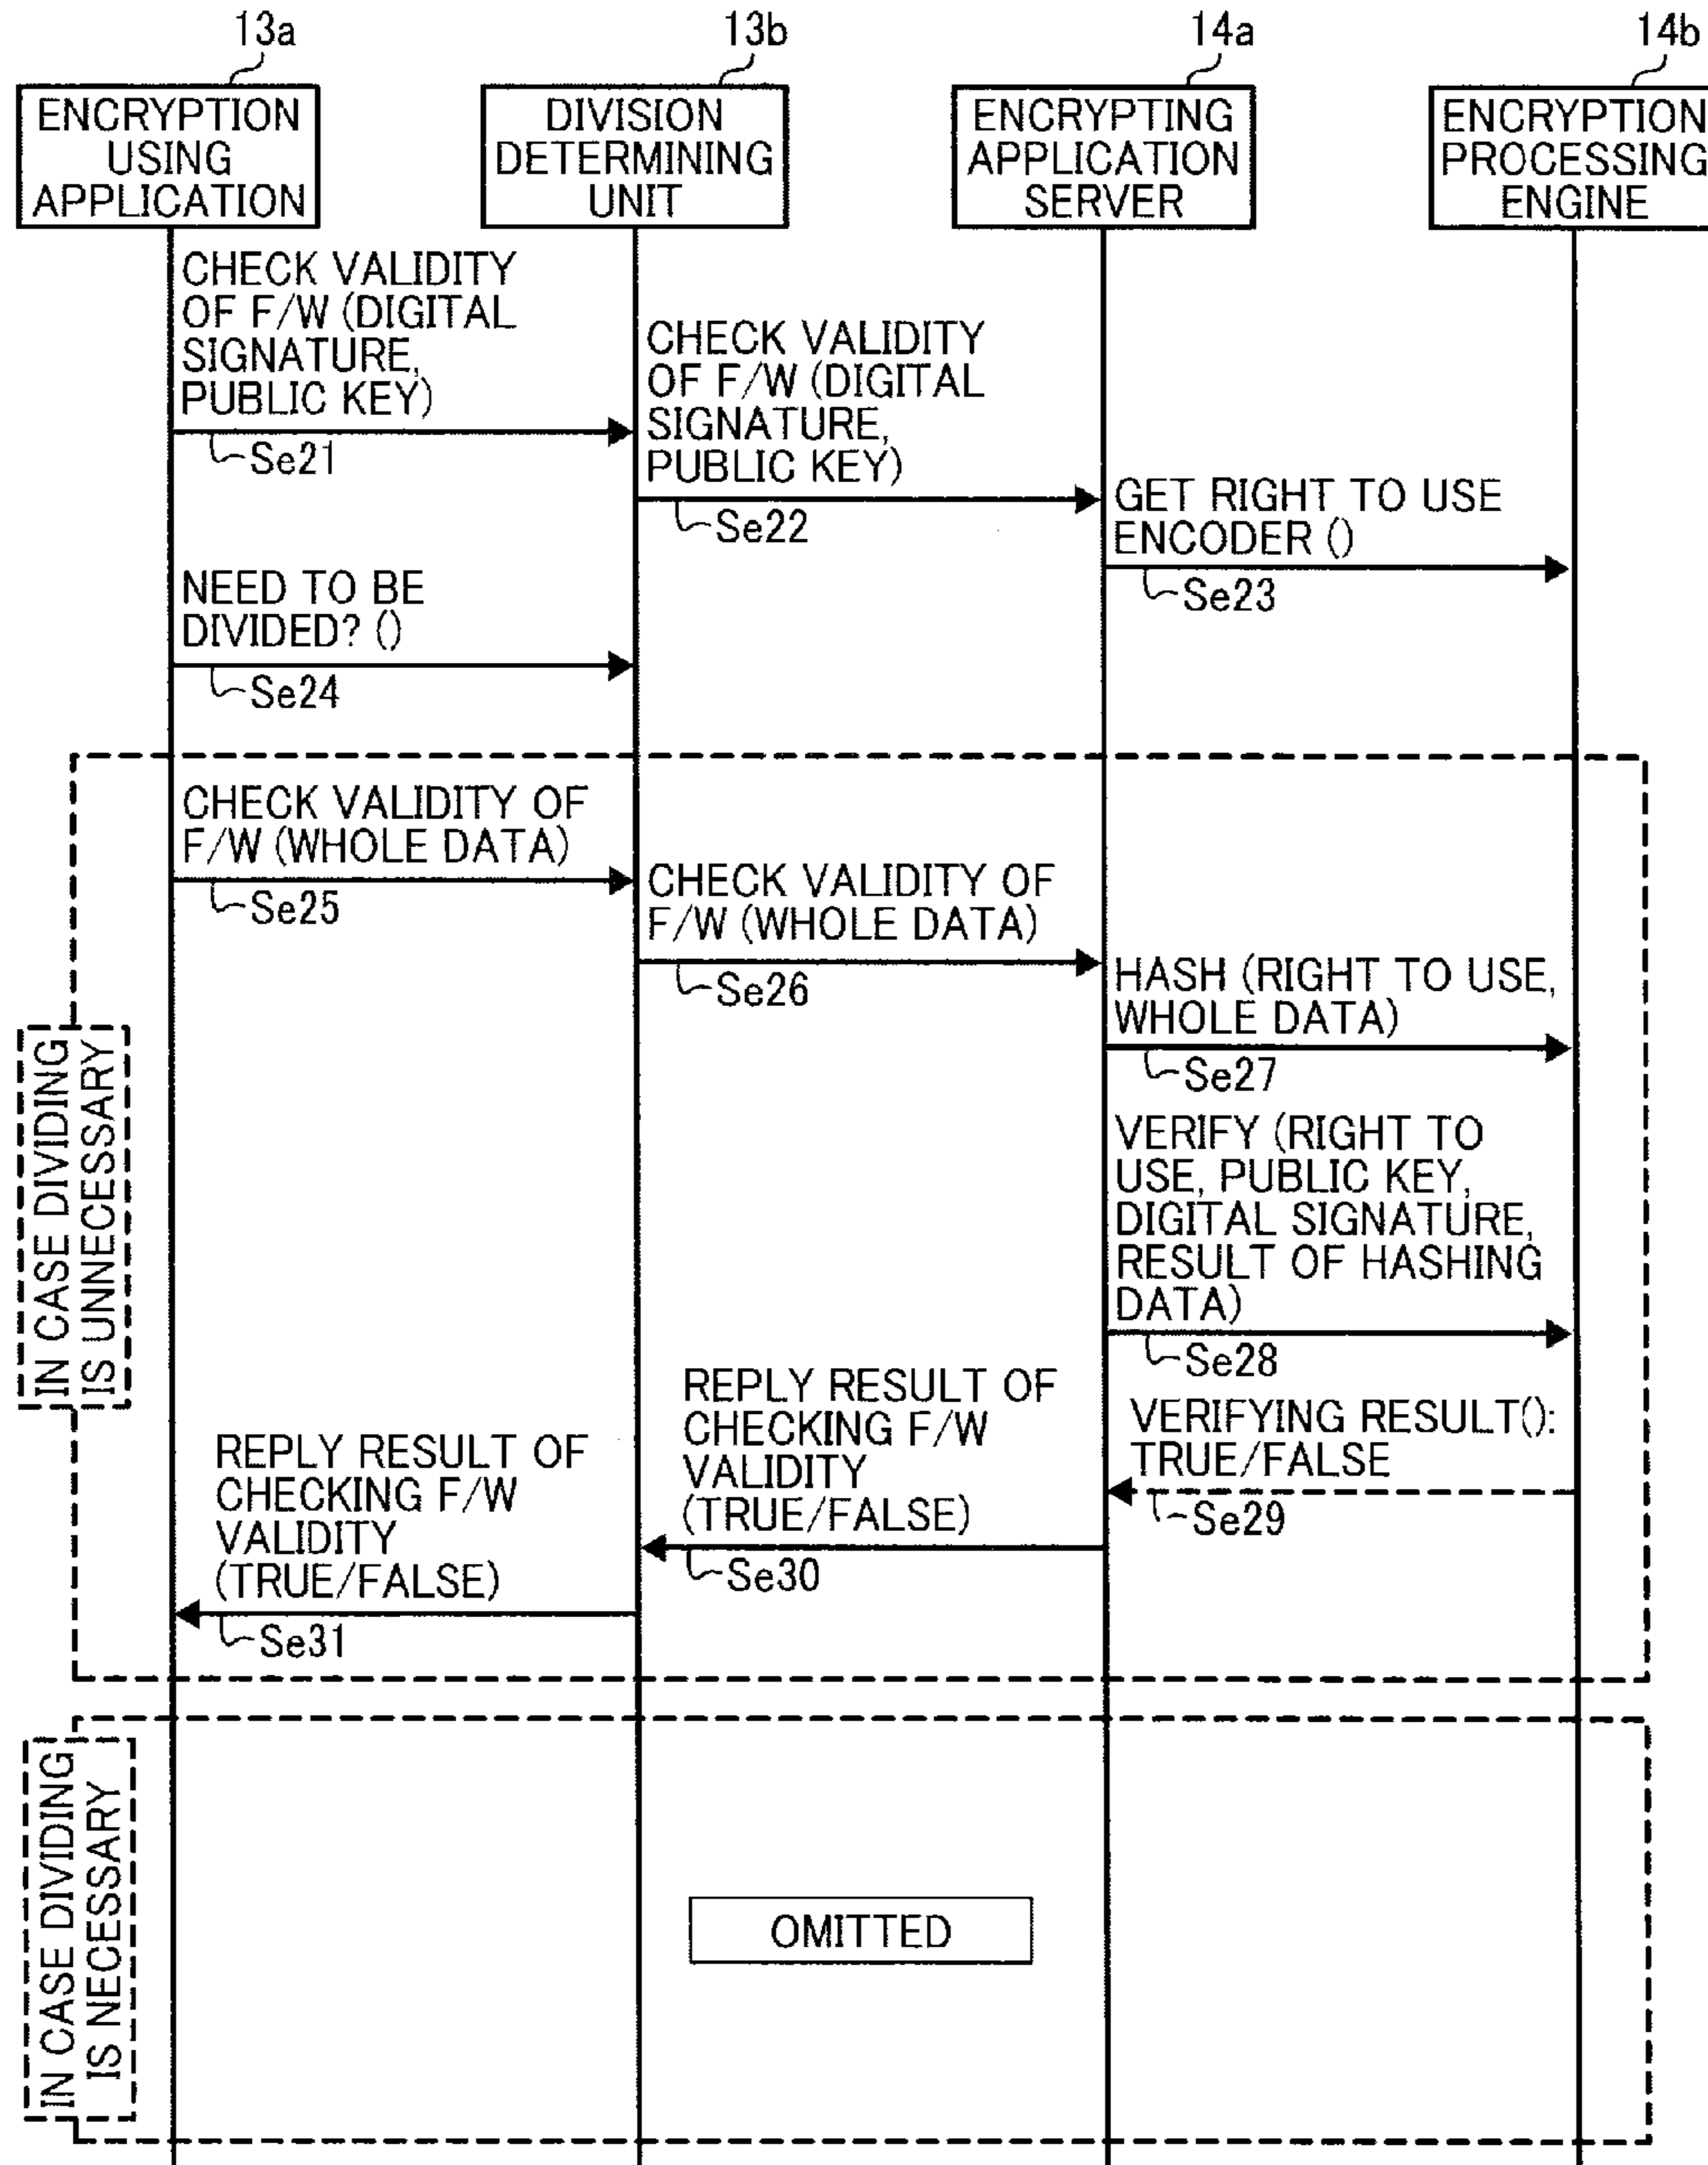 13a
13b
14a
14b
ENCRYPTION
USING
APPLICATION
DIVISION
DETERMINING
UNIT
ENCRYPTING
APPLICATION
SERVER
ENCRYPTION
PROCESSING
ENGINE
CHECK VALIDITY
OF F/W (DIGITAL
SIGNATURE,
PUBLIC KEY)
Se21
CHECK VALIDITY
OF F/W (DIGITAL
SIGNATURE,
PUBLIC KEY)
Se22
GET RIGHT TO USE
ENCODER ()
Se23
NEED TO BE
DIVIDED? ()
Se24
IN CASE DIVIDING
IS UNNECESSARY
CHECK VALIDITY OF
F/W (WHOLE DATA)
Se25
CHECK VALIDITY OF
F/W (WHOLE DATA)
Se26
HASH (RIGHT TO USE,
WHOLE DATA)
Se27
VERIFY (RIGHT TO
USE, PUBLIC KEY,
DIGITAL SIGNATURE,
RESULT OF HASHING
DATA)
Se28
VERIFYING RESULT():
TRUE/FALSE
Se29
REPLY RESULT OF
CHECKING F/W
VALIDITY
(TRUE/FALSE)
Se30
REPLY RESULT OF
CHECKING F/W
VALIDITY
(TRUE/FALSE)
Se31
IN CASE DIVIDING
IS NECESSARY
OMITTED